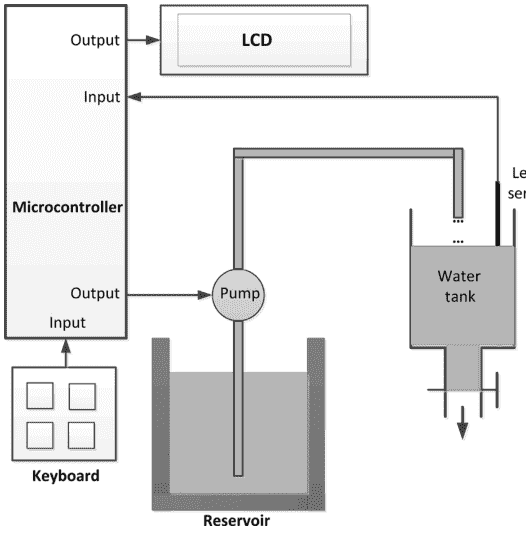 Output
LCD
Input
Microcontroller
Output
Pump
Input
Water
tank
Keyboard
Reservoir